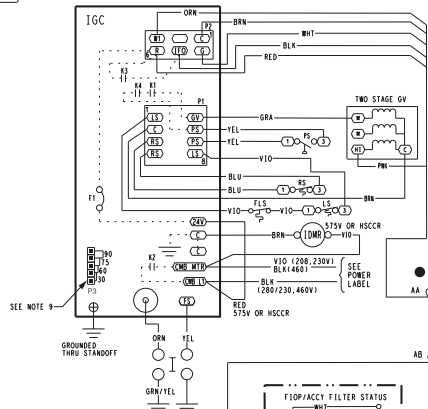 IGC
ORN
BRN
WHT
BLK
RED
P2
W1
C
R
IFO
G
6
K3
K4
K1
P1
1
LS
GV
C
PS
RS
PS
RS
LS
8
TWO STAGE GV
M
M
HI
C
PNK
BRN
GRA
YEL
YEL
PS
1
3
VIO
BLU
BLU
RS
1
3
VIO
FLS
VIO
LS
1
3
F1
24V
C
C
BRN
IDMR
575V OR HSCCR
VIO
K2
CMB MTR
CMB L1
VIO (208,230V)
BLK(460)
SEE
POWER
LABEL
BLK
(280/230,460V)
RED
575V OR HSCCR
90
75
60
30
P3
SEE NOTE 9
FS
GROUNDED
THRU STANDOFF
ORN
YEL
I
GRN/YEL
AA
AB
FIOP/ACCY FILTER STATUS
WHT